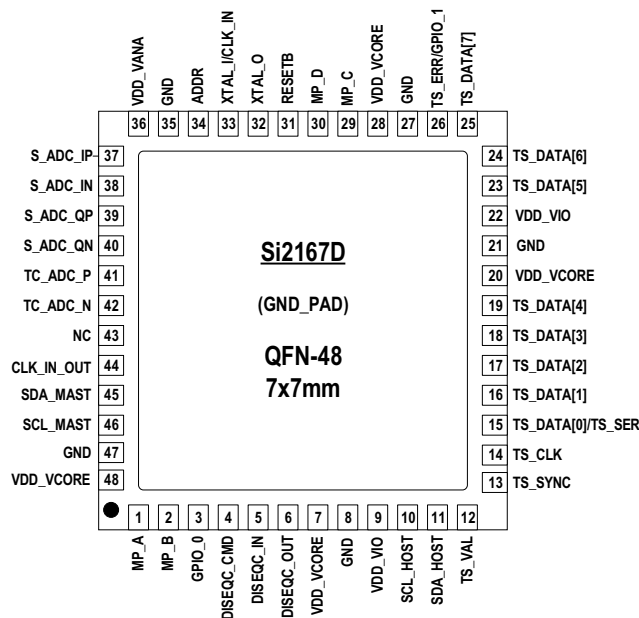 VDD_VANA
GND
ADDR
XTAL_I/CLK_IN
XTAL_O
RESETB
MP_D
MP_C
VDD_VCORE
GND
TS_ERR/GPIO_1
TS_DATA[7]
36 35 34 33 32 31 30 29 28 27 26 25
S_ADC_IP 37
S_ADC_IN 38
S_ADC_QP 39
S_ADC_QN 40
TC_ADC_P 41
TC_ADC_N 42
NC 43
CLK_IN_OUT 44
SDA_MAST 45
SCL_MAST 46
GND 47
VDD_VCORE 48
Si2167D
(GND_PAD)
QFN-48
7x7mm
24 TS_DATA[6]
23 TS_DATA[5]
22 VDD_VIO
21 GND
20 VDD_VCORE
19 TS_DATA[4]
18 TS_DATA[3]
17 TS_DATA[2]
16 TS_DATA[1]
15 TS_DATA[0]/TS_SER
14 TS_CLK
13 TS_SYNC
1 2 3 4 5 6 7 8 9 10 11 12
MP_A
MP_B
GPIO_0
DISEQC_CMD
DISEQC_IN
DISEQC_OUT
VDD_VCORE
GND
VDD_VIO
SCL_HOST
SDA_HOST
TS_VAL